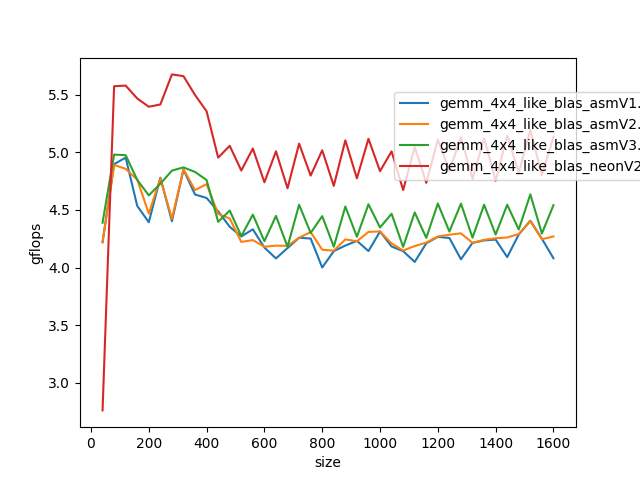 gemm_4x4_like_blas_asmV1.
gemm_4x4_like_blas_asmV2.
gemm_4x4_like_blas_asmV3.
gemm_4x4_like_blas_neonV2
5.5
5.0
4.5
4.0
3.5
3.0
gflops
0 200 400 600 800 1000 1200 1400 1600
size